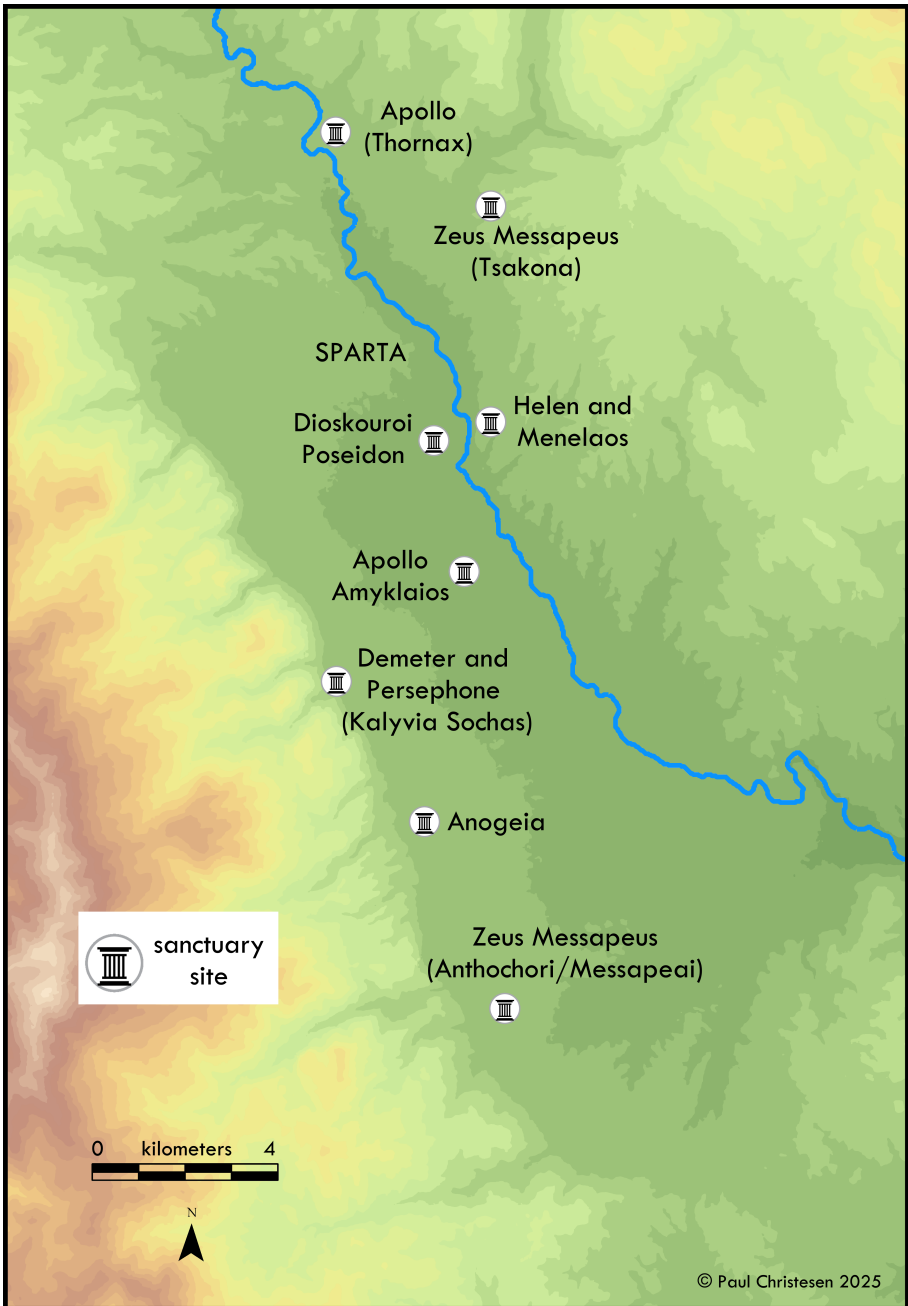 Apollo
(Thornax)
Zeus Messapeus
(Tsakona)
SPARTA
Helen and
Menelaos
Dioskouroi
Poseidon
Apollo
Amyklaios
Demeter and
Persephone
(Kalyvia Sochas)
Anogeia
Zeus Messapeus
(Anthochori/Messapeai)
sanctuary
site
0 kilometers 4
N
© Paul Christesen 2025